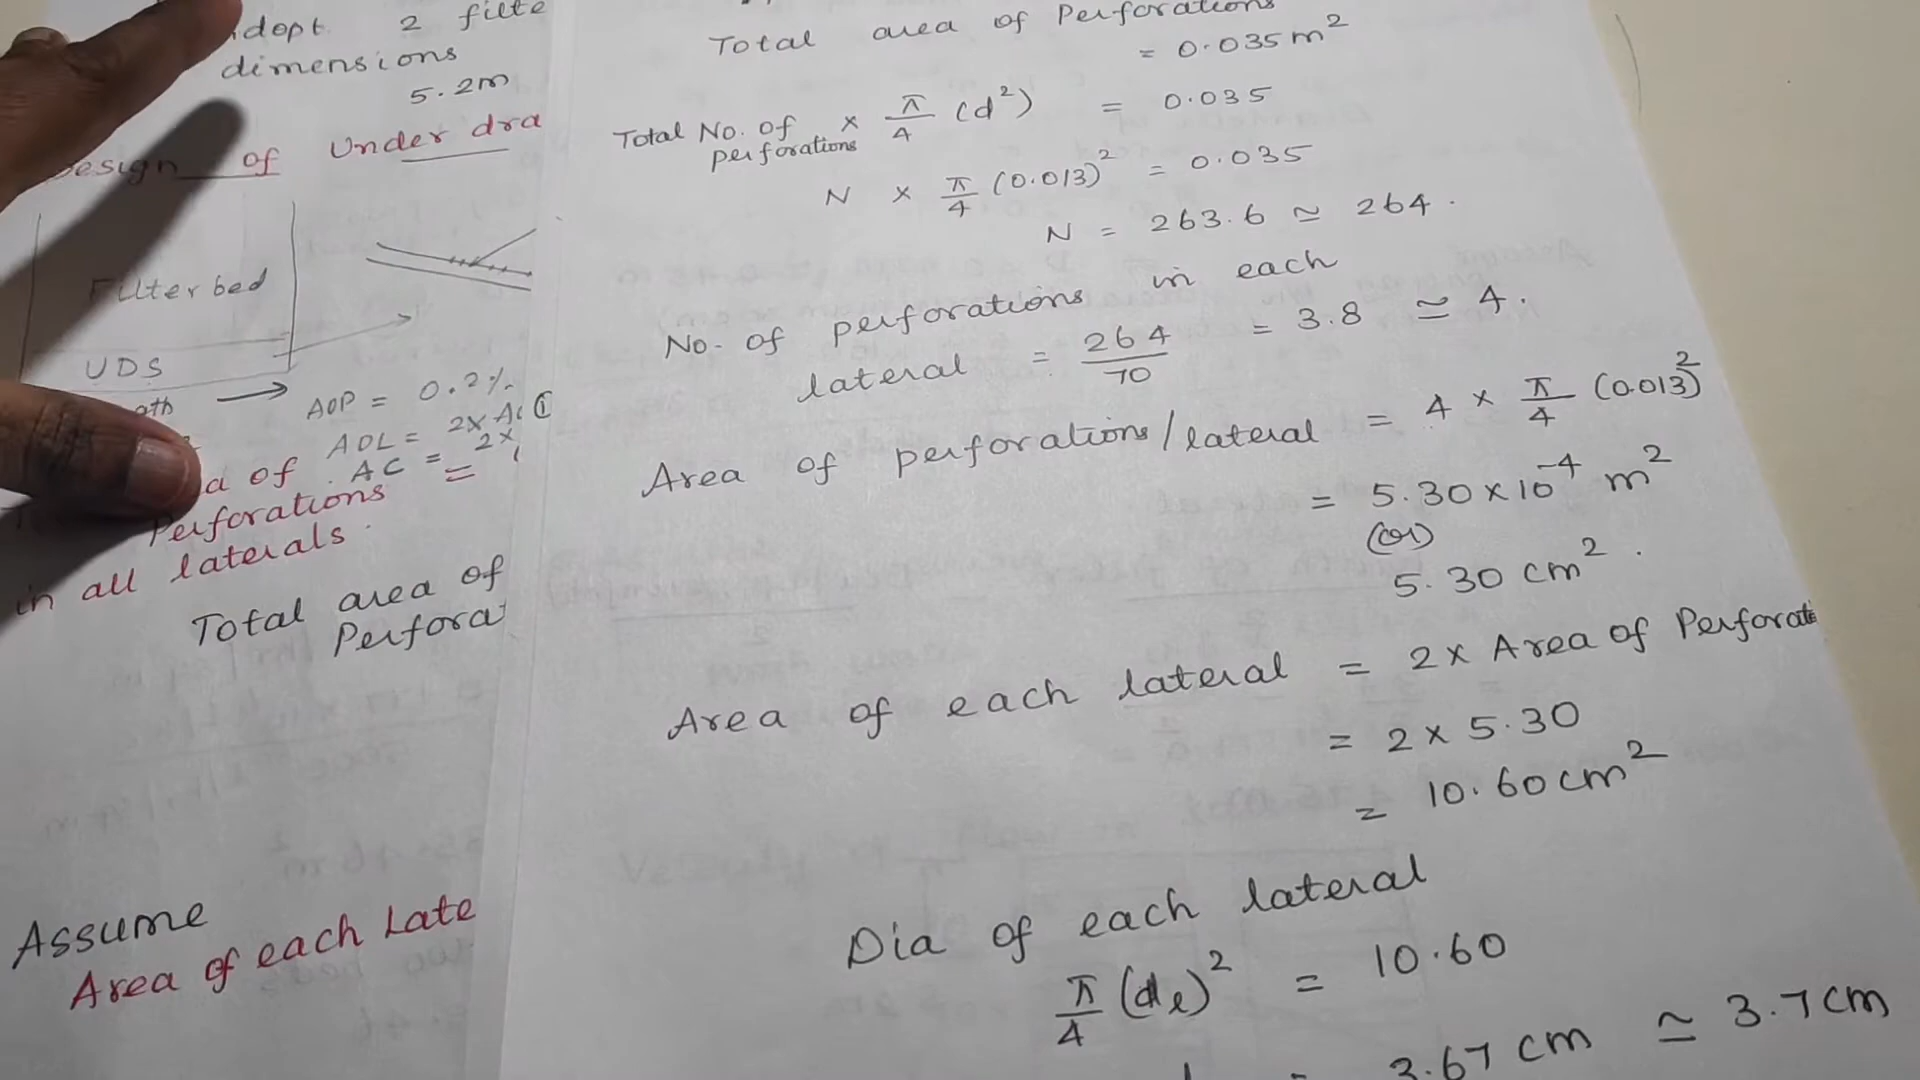 dopt 2 filte
dimensions
5.2m
Design of Under dra
Filter bed
UDS
AOP = 0.2%
AOL = 2x A
AC = 2x
a of =
Perforations
in all laterals.
Total area of
Perfora
Assume
Area of each Late
Total area of Perforations
= 0.035 m²
Total No. of perforations × π/4 (d²) = 0.035
N × π/4 (0.013)² = 0.035
N = 263.6 ≃ 264.
No. of perforations in each
lateral = 264/70 = 3.8 ≃ 4.
Area of perforations/lateral = 4 × π/4 (0.013)²
= 5.30 × 10⁻⁴ m²
(or)
5.30 cm².
Area of each lateral = 2 x Area of Perforati
= 2 x 5.30
= 10.60 cm²
Dia of each lateral
π/4 (dl)² = 10.60
3.67 cm ≃ 3.7 cm